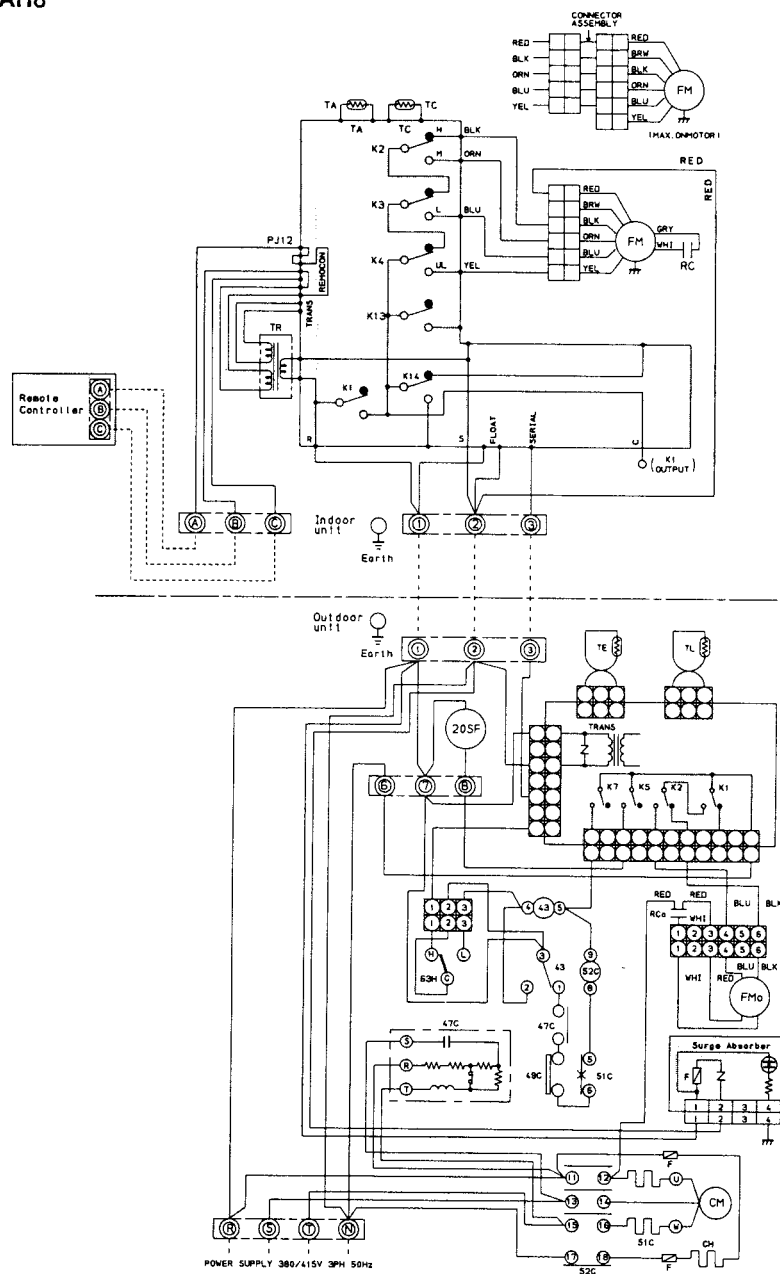 CONNECTOR
ASSEMBLY
RED
BLK
ORN
BLU
YEL
RED
BRW
BLK
ORN
BLU
YEL
FM
(MAX.ONMOTOR)
TA
TC
TA
TC
K2
H
BLK
M
ORN
RED
RED
K3
L
BLU
RED
BRW
BLK
ORN
BLU
YEL
FM
GRY
WHI
RC
PJ12
REMOCON
K4
UL
YEL
TRANS
K13
TR
K1
K14
R
S
FLOAT
SERIAL
C
K1
(OUTPUT)
Remote
Controller
A
B
C
A
B
C
Indoor
unit
Earth
1
2
3
Outdoor
unit
Earth
1
2
3
TE
TL
20SF
TRANS
6
7
8
K7
K5
K2
K1
1 2 3
1 2 3
H
L
63H
C
4
43
5
3
43
2
1
9
52C
8
RED
RED
BLU
BLK
RCo
WHI
1 2 3 4 5 6
1 2 3 4 5 6
WHI
RED
BLU
BLK
FMo
47C
S
R
T
47C
49C
5
51C
6
Surge Absorber
F
1 2 3 4
2 3 4
F
11
12
U
13
14
CM
15
16
W
51C
17
18
CH
52C
F
R
S
T
N
POWER SUPPLY 380/415V 3PH 50Hz